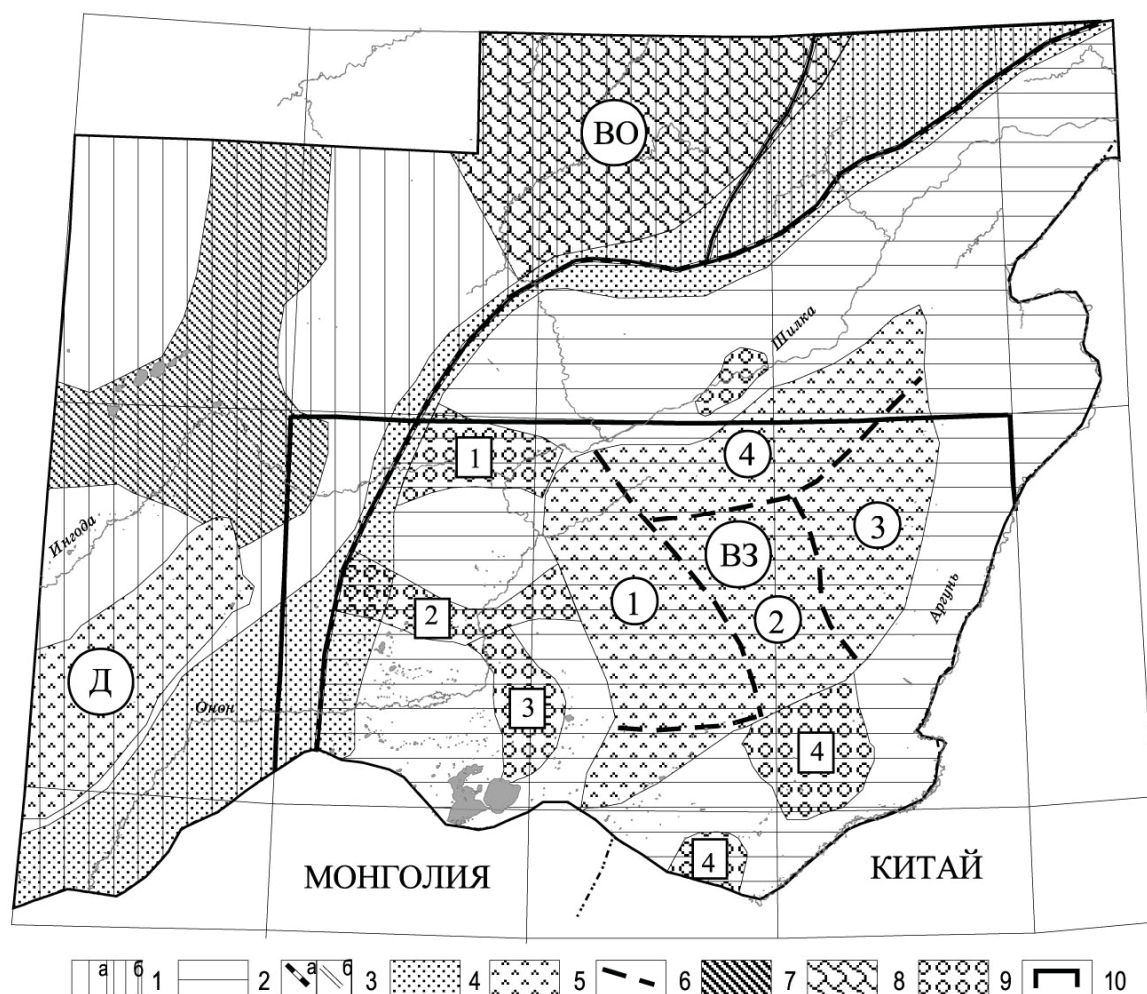 ВО
Шилка
1
4
3
Ингода
ВЗ
Аргунь
1
2
2
Д
3
Онон
4
4
МОНГОЛИЯ
КИТАЙ
а б 1 2 а б 3 4 5 6 7 8 9 10